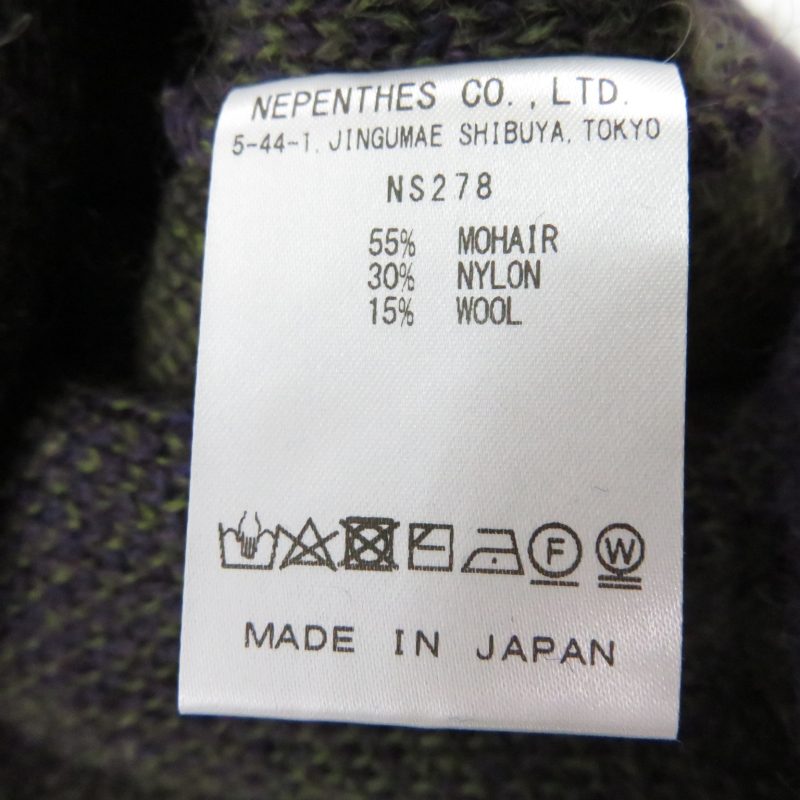 NEPENTHES CO., LTD.
5-44-1, JINGUMAE SHIBUYA, TOKYO
NS278
55% MOHAIR
30% NYLON
15% WOOL
F W
MADE IN JAPAN